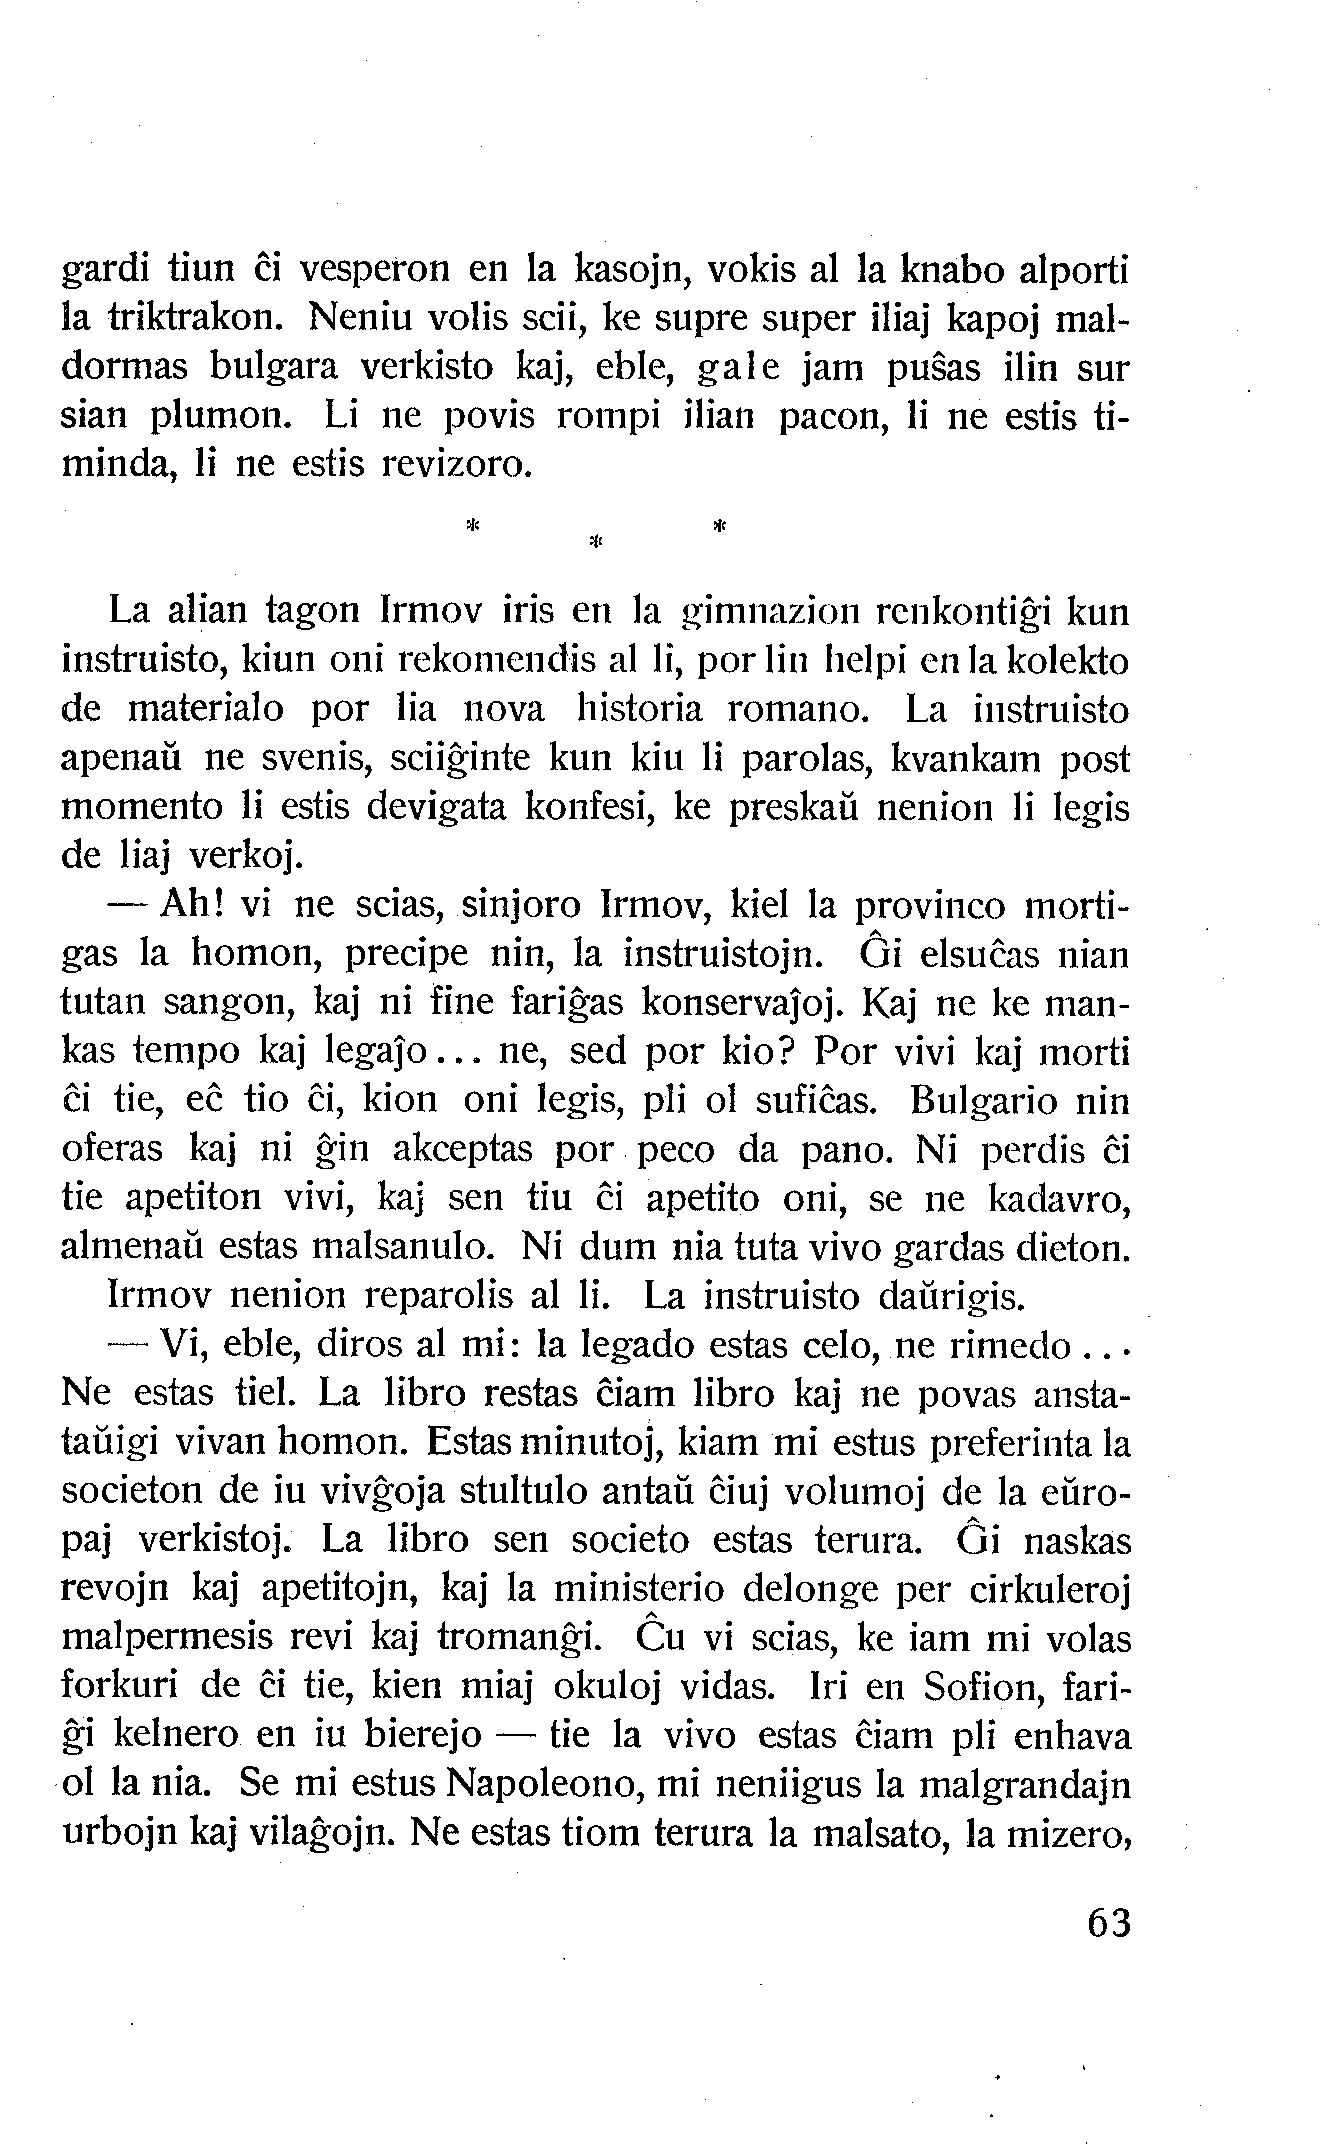 gardi tiun ĉi vesperon en la kasojn, vokis al la knabo alporti
la triktrakon. Neniu volis scii, ke supre super iliaj kapoj mal-
dormas bulgara verkisto kaj, eble, gale jam puŝas ilin sur
sian plumon. Li ne povis rompi ilian pacon, li ne estis ti-
minda, li ne estis revizoro.
* * *
La alian tagon Irmov iris en la gimnazion renkontiĝi kun
instruisto, kiun oni rekomendis al li, por lin helpi en la kolekto
de materialo por lia nova historia romano. La instruisto
apenaŭ ne svenis, sciiĝinte kun kiu li parolas, kvankam post
momento li estis devigata konfesi, ke preskaŭ nenion li legis
de liaj verkoj.
— Ah! vi ne scias, sinjoro Irmov, kiel la provinco morti-
gas la homon, precipe nin, la instruistojn. Ĝi elsuĉas nian
tutan sangon, kaj ni fine fariĝas konservaĵoj. Kaj ne ke man-
kas tempo kaj legaĵo... ne, sed por kio? Por vivi kaj morti
ĉi tie, eĉ tio ĉi, kion oni legis, pli ol sufiĉas. Bulgario nin
oferas kaj ni ĝin akceptas por peco da pano. Ni perdis ĉi
tie apetiton vivi, kaj sen tiu ĉi apetito oni, se ne kadavro,
almenaŭ estas malsanulo. Ni dum nia tuta vivo gardas dieton.
Irmov nenion reparolis al li. La instruisto daŭrigis.
— Vi, eble, diros al mi: la legado estas celo, ne rimedo...
Ne estas tiel. La libro restas ĉiam libro kaj ne povas ansta-
taŭigi vivan homon. Estas minutoj, kiam mi estus preferinta la
societon de iu vivĝoja stultulo antaŭ ĉiuj volumoj de la eŭro-
paj verkistoj. La libro sen societo estas terura. Ĝi naskas
revojn kaj apetitojn, kaj la ministerio delonge per cirkuleroj
malpermesis revi kaj tromanĝi. Ĉu vi scias, ke iam mi volas
forkuri de ĉi tie, kien miaj okuloj vidas. Iri en Sofion, fari-
ĝi kelnero en iu bierejo — tie la vivo estas ĉiam pli enhava
ol la nia. Se mi estus Napoleono, mi neniigus la malgrandajn
urbojn kaj vilaĝojn. Ne estas tiom terura la malsato, la mizero,
63